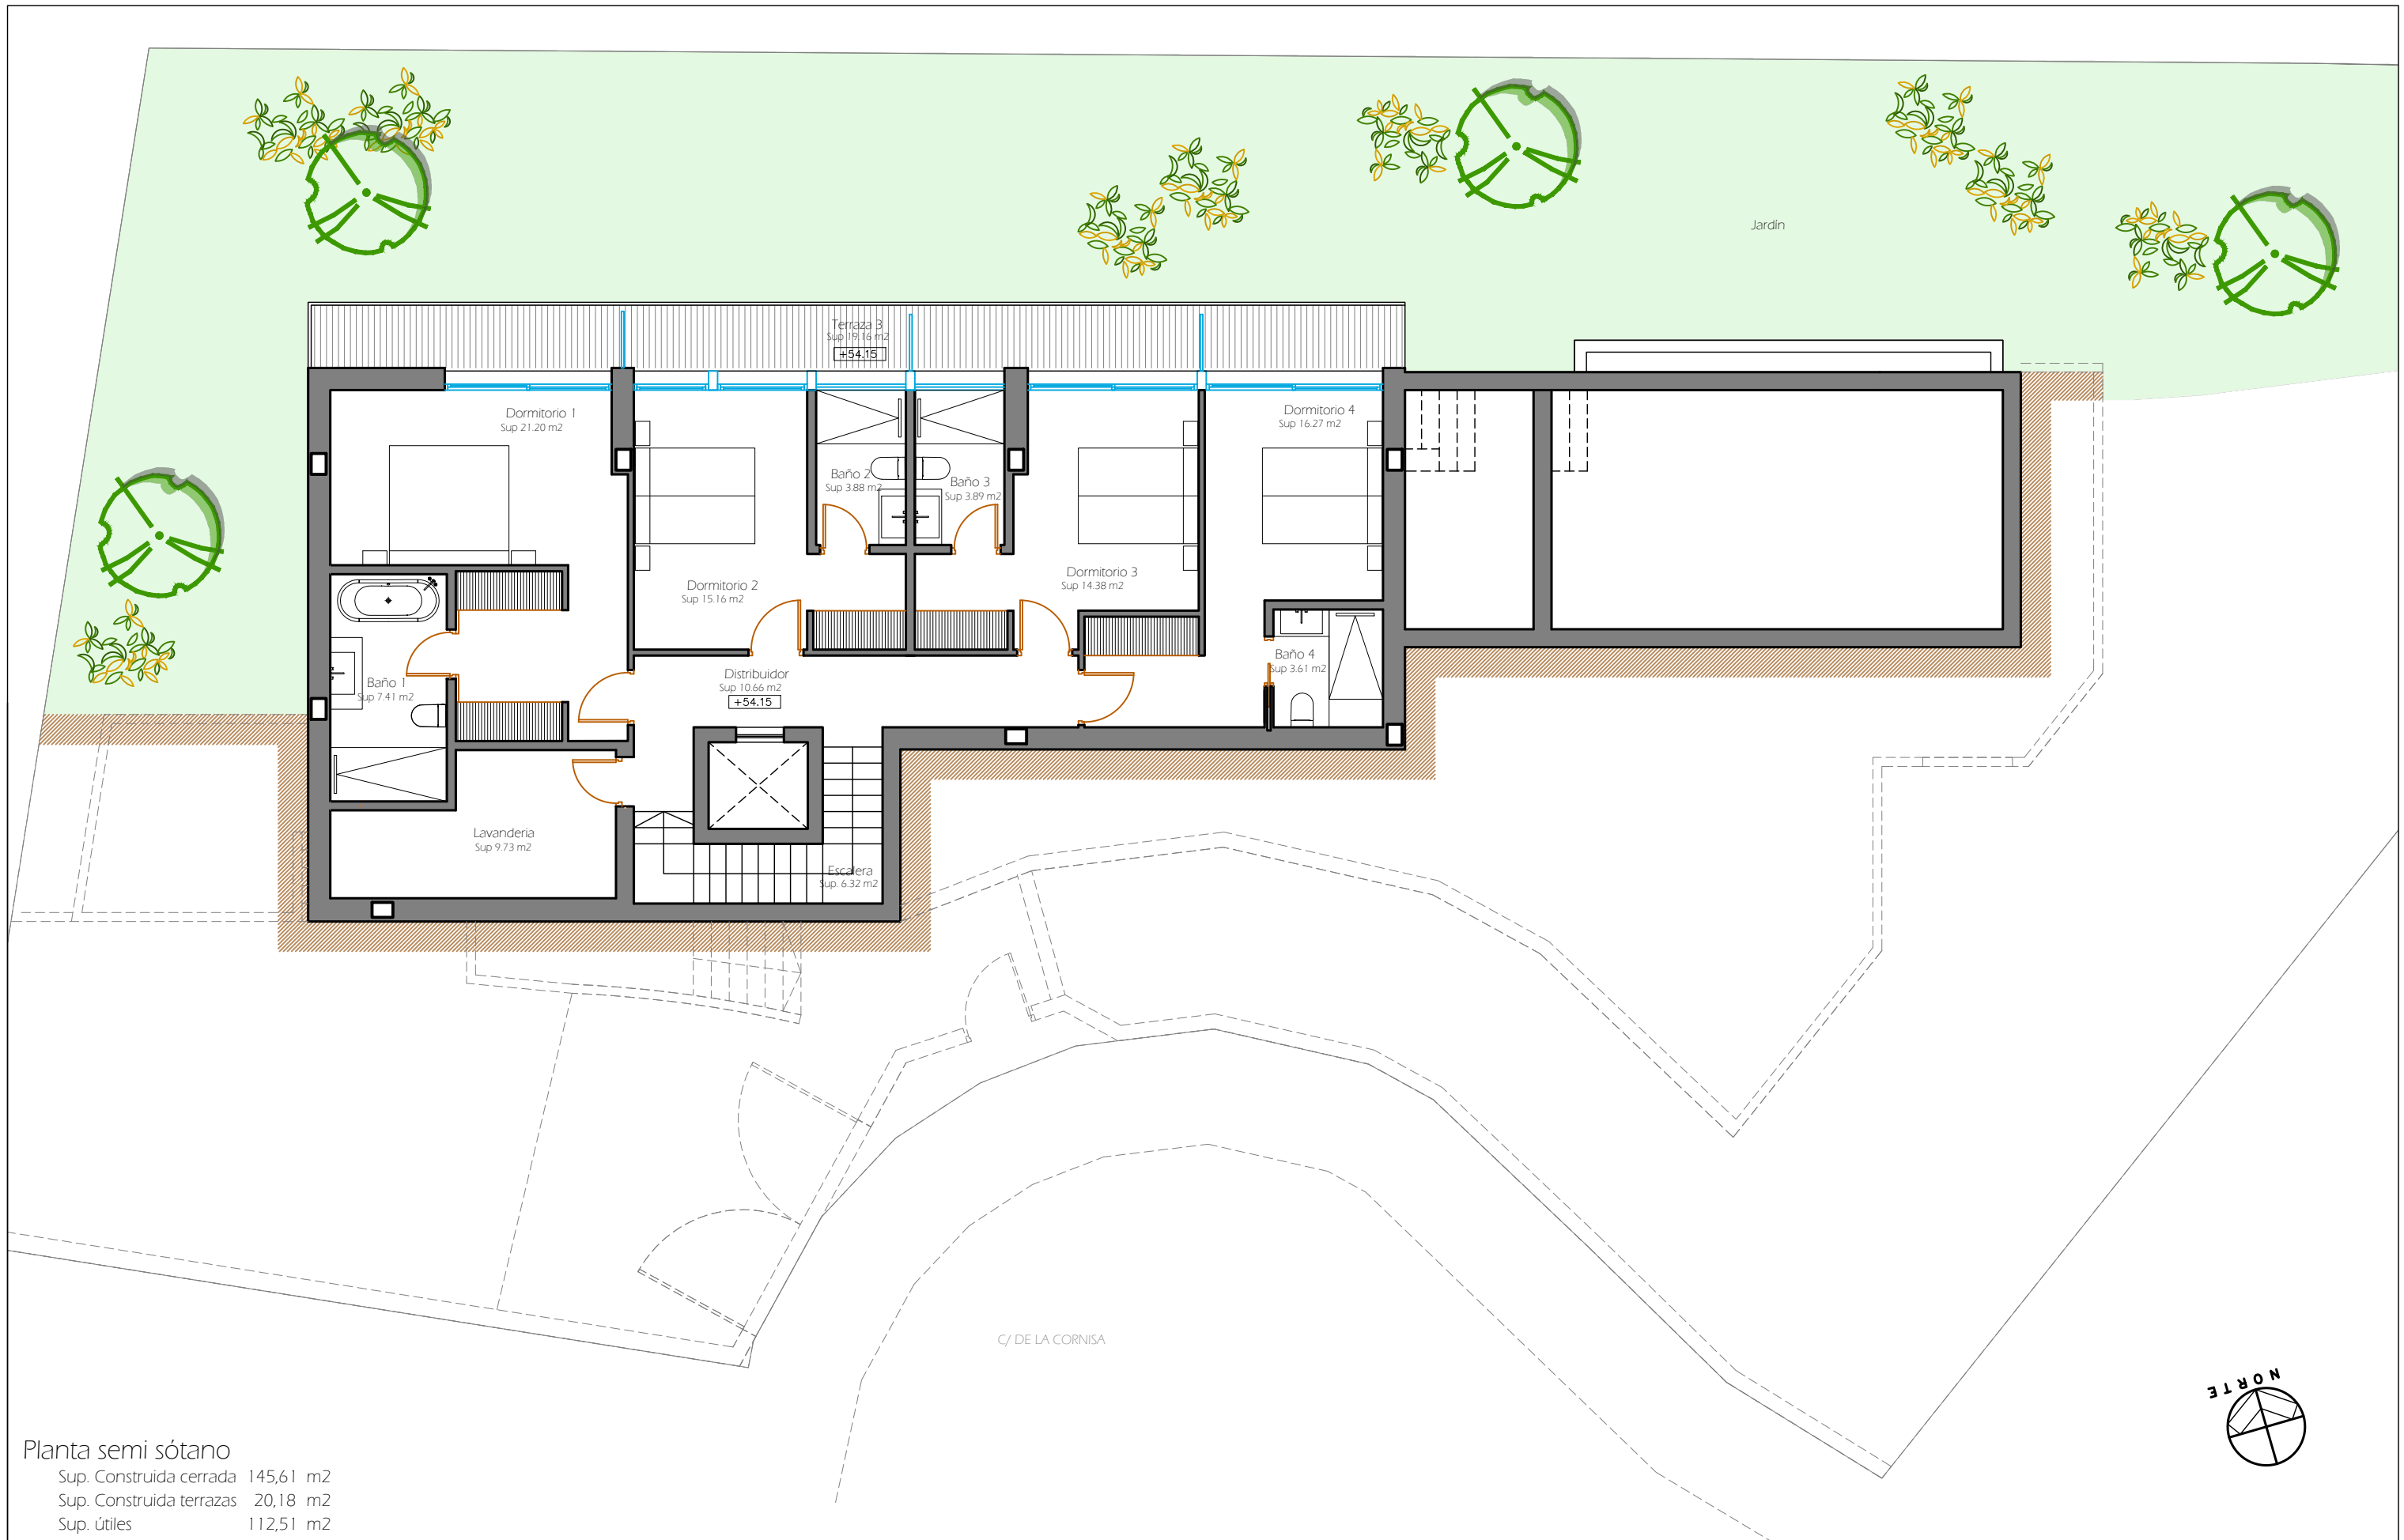 Jardín
Terraza 3
Sup 19.16 m2
+54.15
Dormitorio 1
Sup 21.20 m2
Dormitorio 4
Sup 16.27 m2
Baño 2
Sup 3.88 m2
Baño 3
Sup 3.89 m2
Dormitorio 2
Sup 15.16 m2
Dormitorio 3
Sup 14.38 m2
Baño 1
Sup 7.41 m2
Distribuidor
Sup 10.66 m2
+54.15
Baño 4
Sup 3.61 m2
Lavanderia
Sup 9.73 m2
Escalera
Sup. 6.32 m2
C/ DE LA CORNISA
NORTE
Planta semi sótano
Sup. Construida cerrada 145,61 m2
Sup. Construida terrazas 20,18 m2
Sup. útiles 112,51 m2